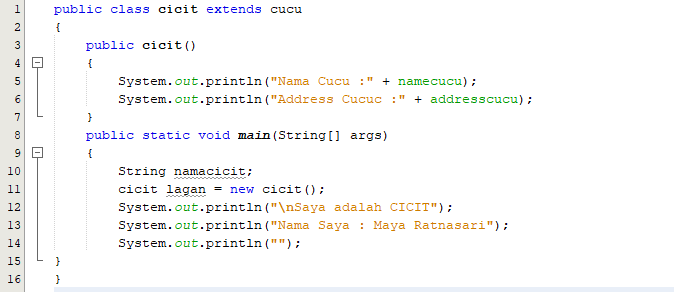 1 public class cicit extends cucu
2 {
3 public cicit()
4 {
5 System.out.println("Nama Cucu :" + namecucu);
6 System.out.println("Address Cucuc :" + addresscucu);
7 }
8 public static void main(String[] args)
9 {
10 String namacicit;
11 cicit lagan = new cicit();
12 System.out.println("\nSaya adalah CICIT");
13 System.out.println("Nama Saya : Maya Ratnasari");
14 System.out.println("");
15 }
16 }